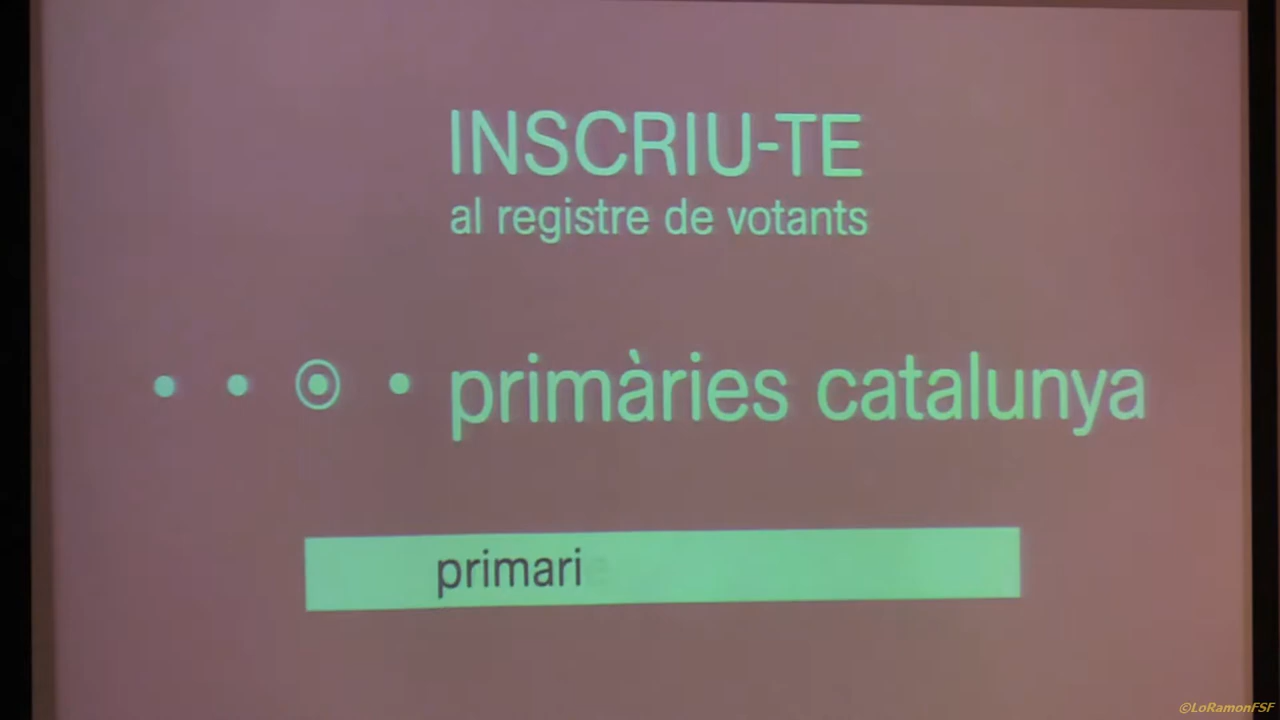 INSCRIU-TE
al registre de votants
primàries catalunya
primari
©LoRamonFSF